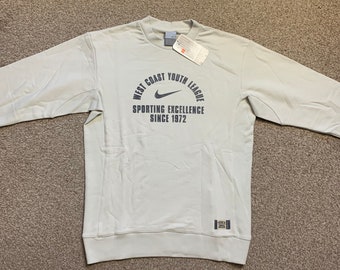 WEST COAST YOUTH LEAGUE
SPORTING EXCELLENCE
SINCE 1972